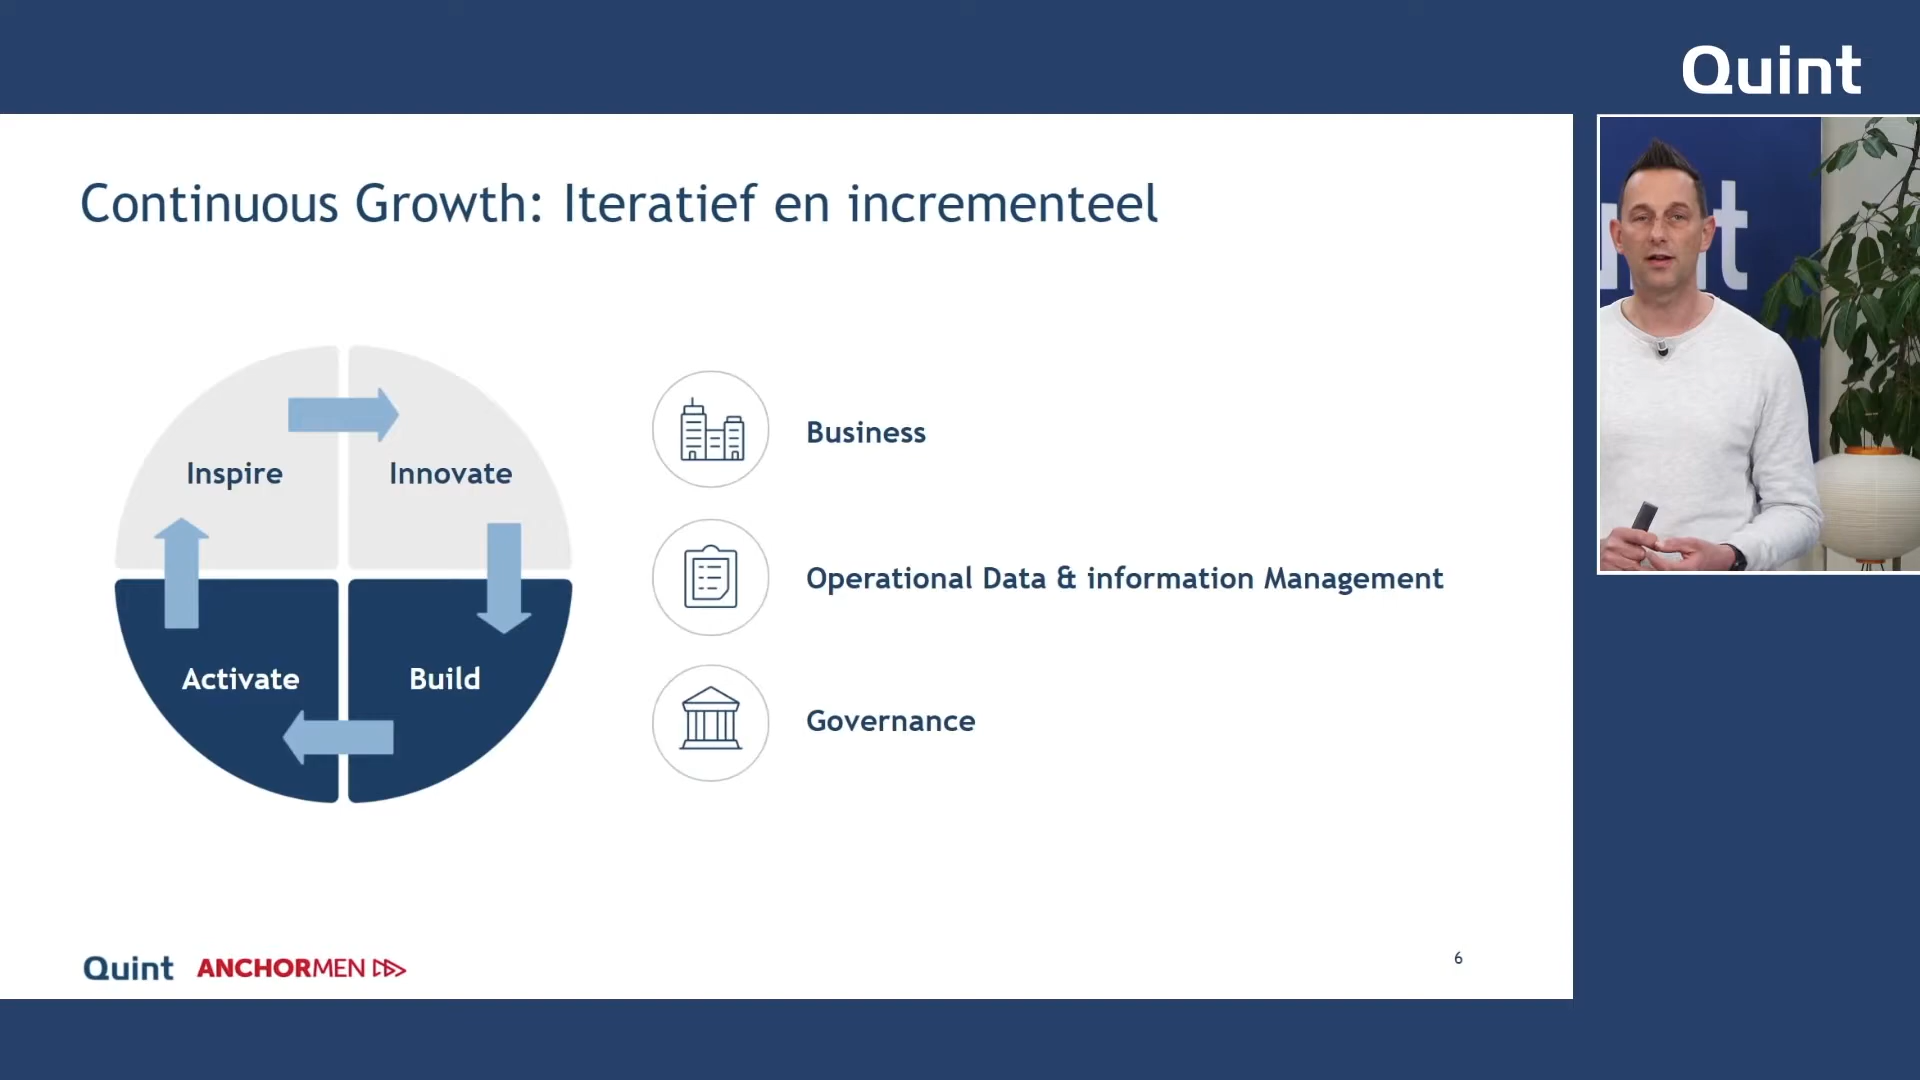 Quint
Continuous Growth: Iteratief en incrementeel
Inspire
Innovate
Activate
Build
Business
Operational Data & information Management
Governance
Quint
ANCHORMEN
6